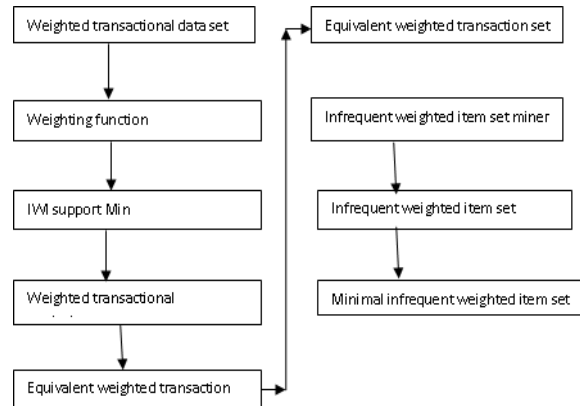 Weighted transactional data set
Weighting function
IWI support Min
Weighted transactional
Equivalent weighted transaction
Equivalent weighted transaction set
Infrequent weighted item set miner
Infrequent weighted item set
Minimal infrequent weighted item set